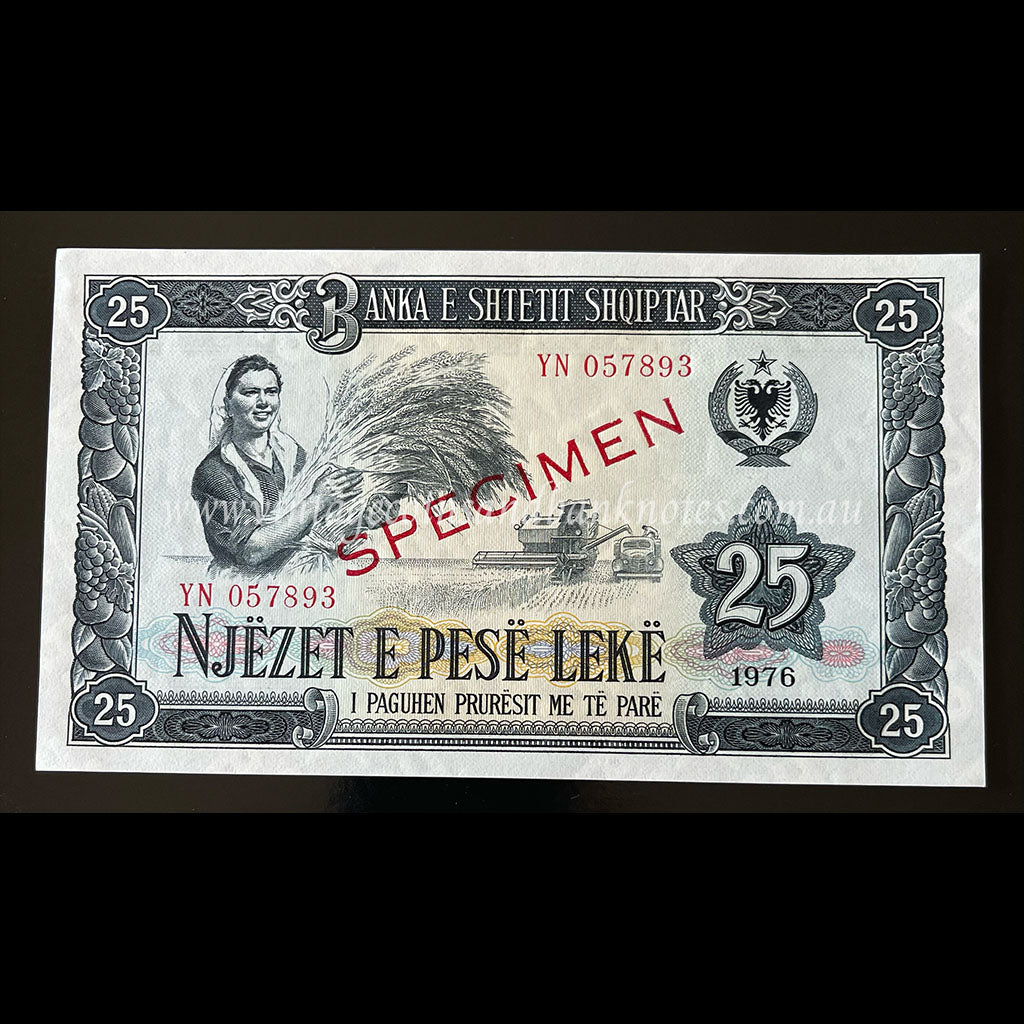 25
BANKA E SHTETIT SHQIPTAR
25
YN 057893
SPECIMEN
25
YN 057893
NJËZET E PESË LEKË
1976
25
I PAGUHEN PRURËSIT ME TË PARË
25